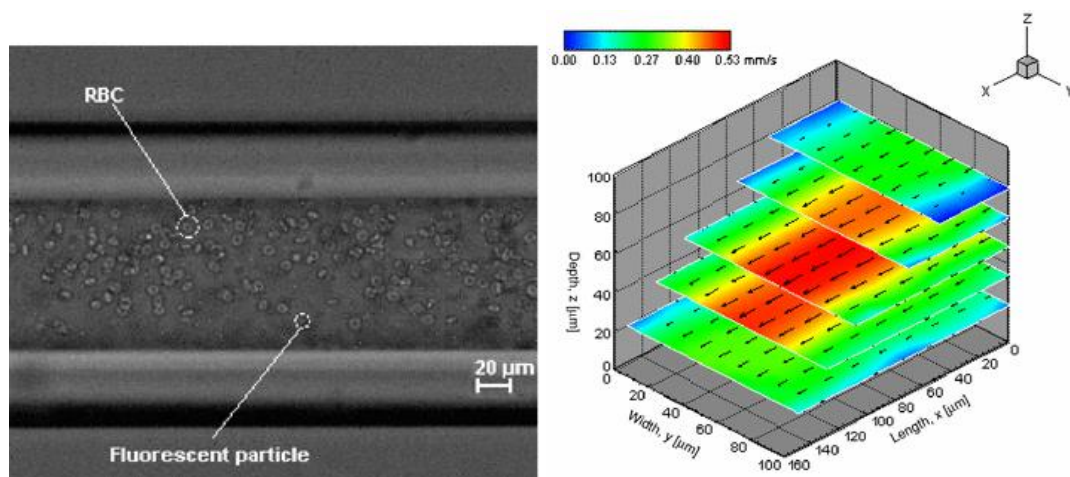 RBC
20 µm
Fluorescent particle
0.00 0.13 0.27 0.40 0.53 mm/s
Z
X
Y
100
80
60
40
20
0
Depth, z [µm]
0
20
40
60
80
100
Width, y [µm]
160
140
120
100
80
60
40
20
0
Length, x [µm]